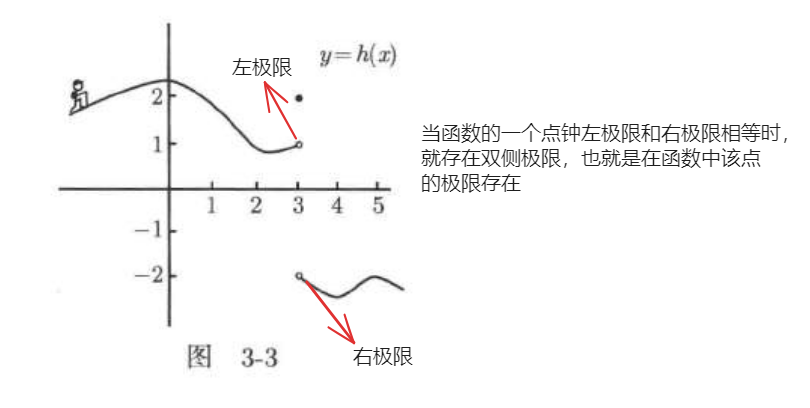 y=h(x)
左极限
2
1
1 2 3 4 5
-1
-2
右极限
图 3-3
当函数的一个点钟左极限和右极限相等时，
就存在双侧极限，也就是在函数中该点
的极限存在